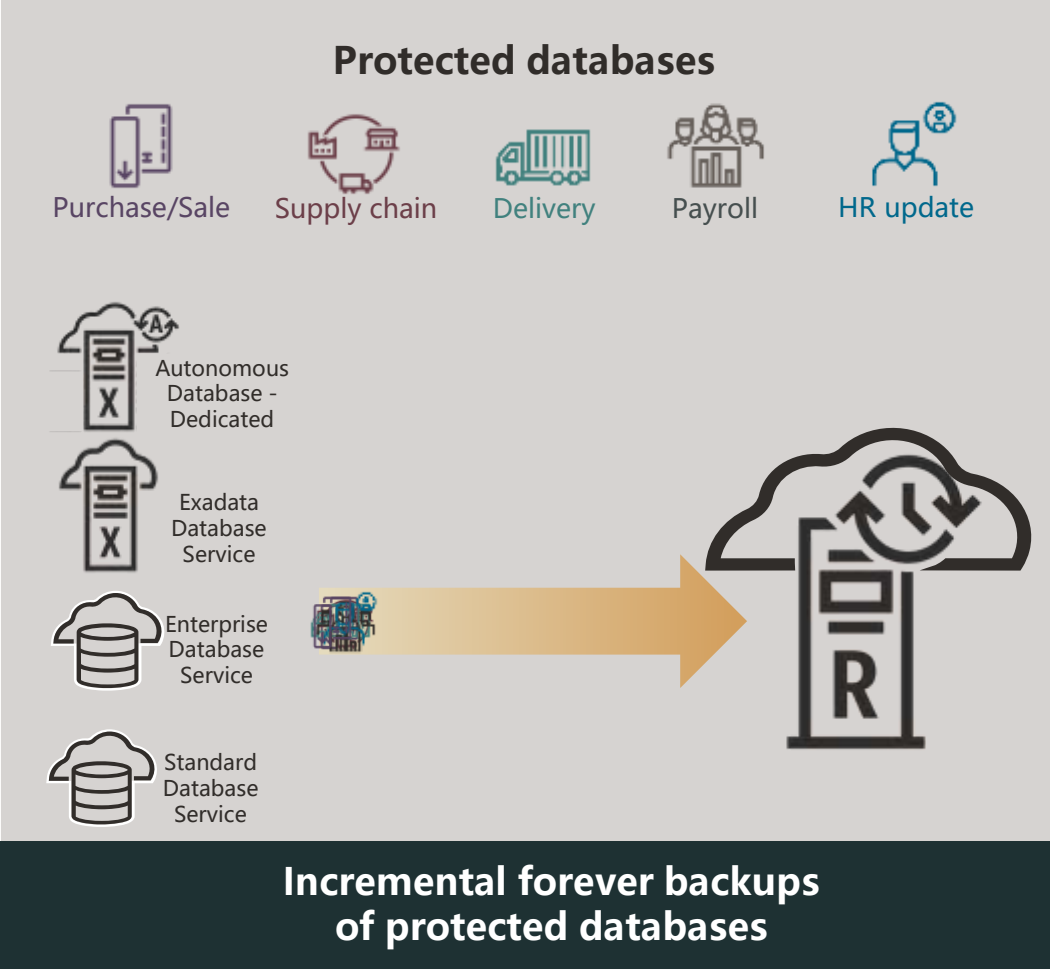 Protected databases
Purchase/Sale
Supply chain
Delivery
Payroll
HR update
A
X
Autonomous
Database -
Dedicated
X
Exadata
Database
Service
Enterprise
Database
Service
Standard
Database
Service
R
Incremental forever backups
of protected databases